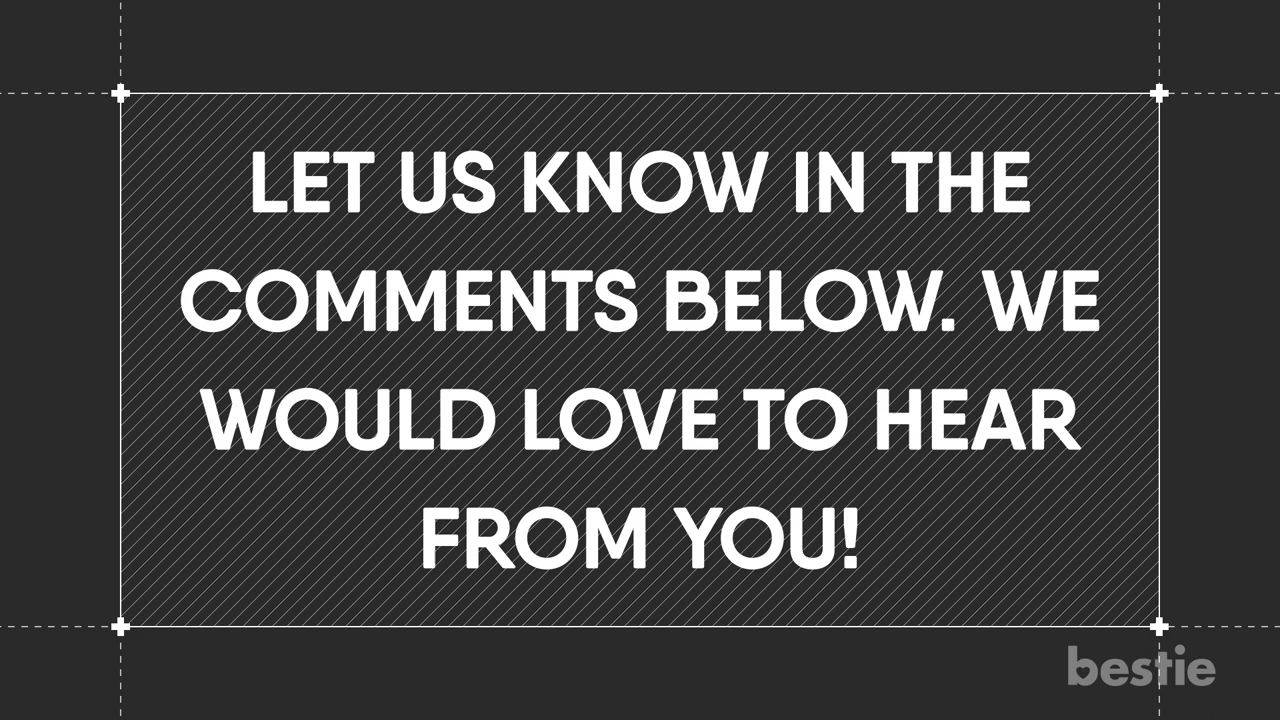 LET US KNOW IN THE
COMMENTS BELOW. WE
WOULD LOVE TO HEAR
FROM YOU!
bestie